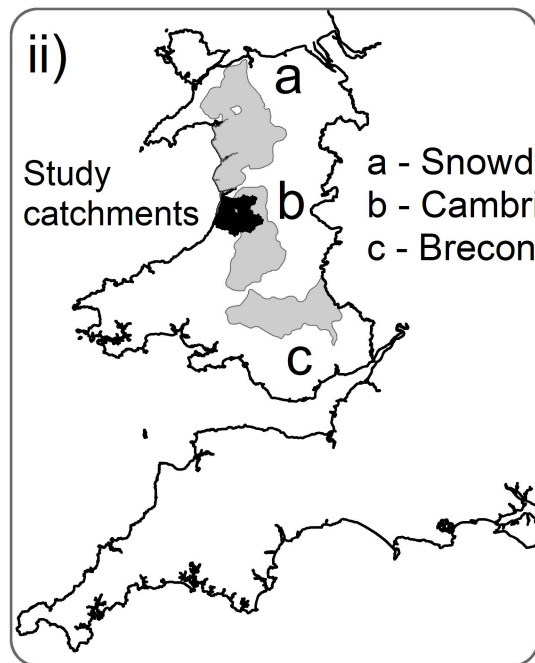 ii)
a
Study
catchments
b
a - Snowd
b - Cambri
c - Brecon
c